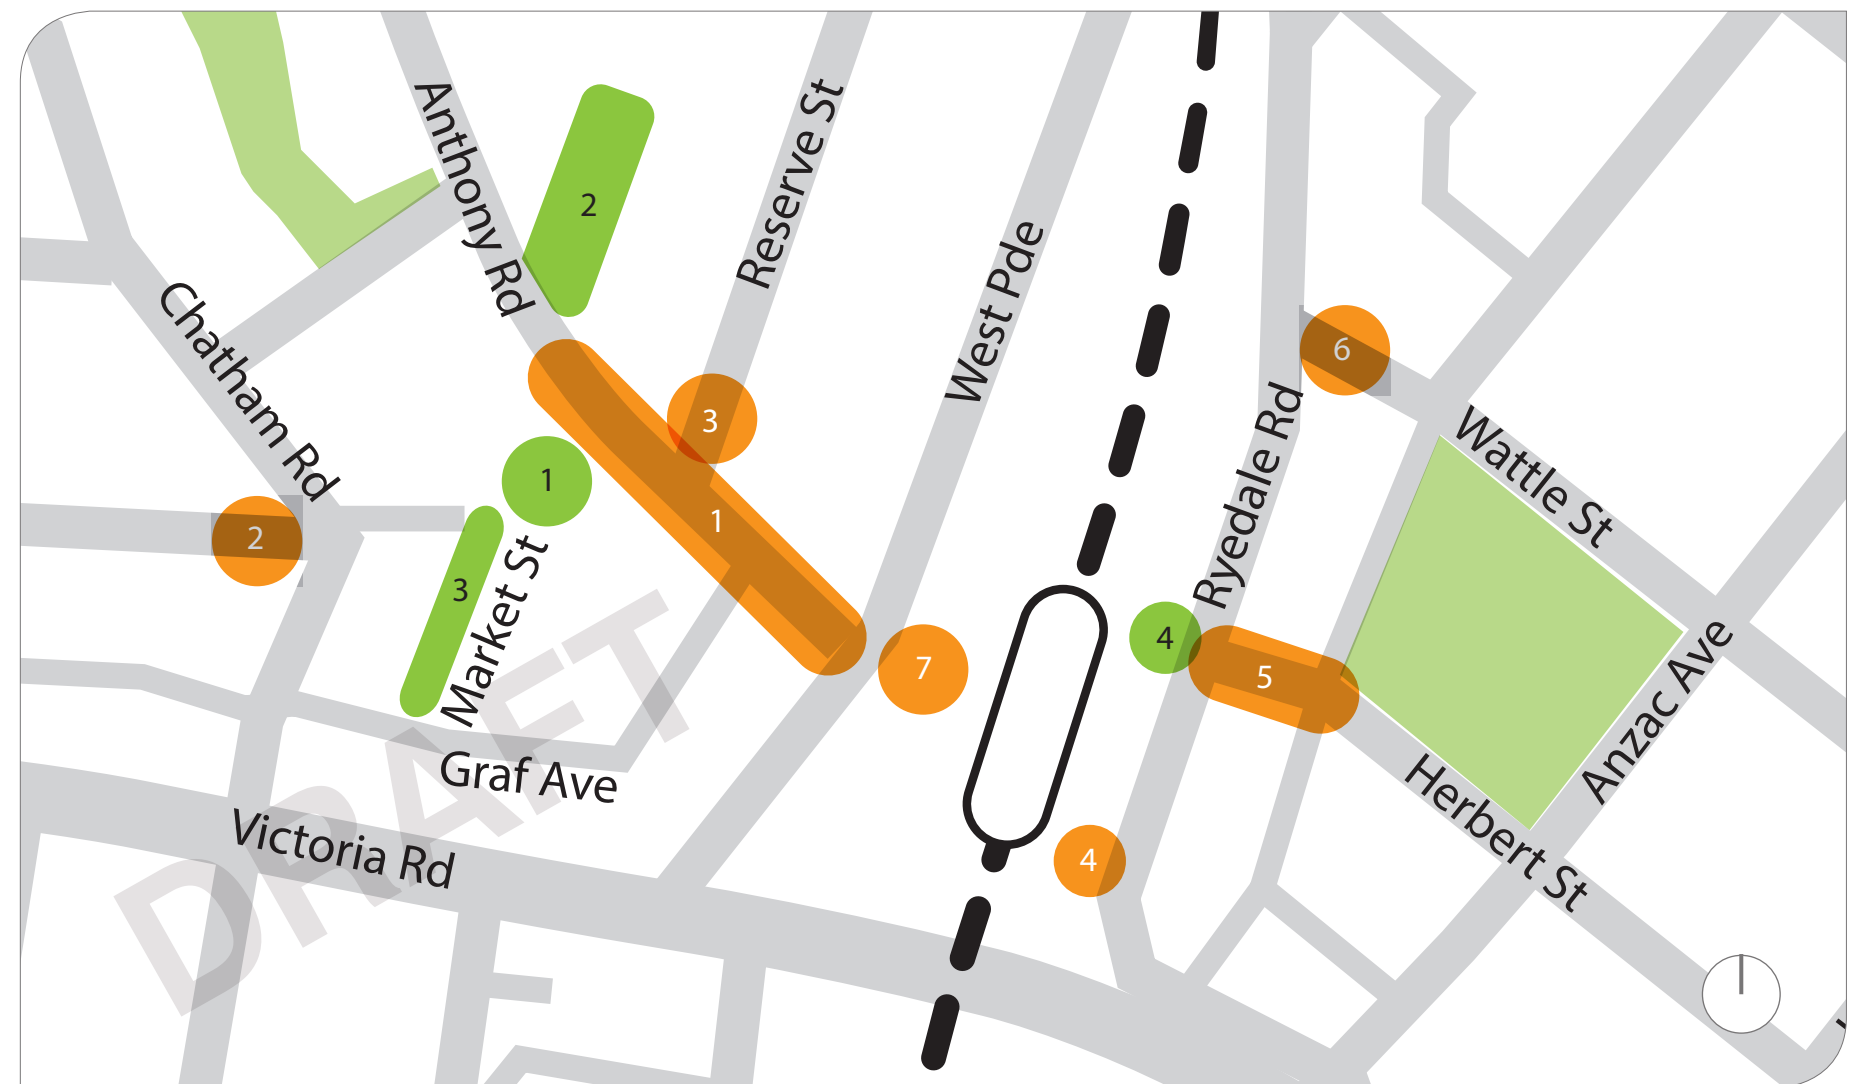 Anthony Rd
2
Reserve St
West Pde
Chatham Rd
6
3
Ryedale Rd
Wattle St
1
1
2
3
Market St
4
7
5
Anzac Ave
Graf Ave
Herbert St
Victoria Rd
4
DRAFT